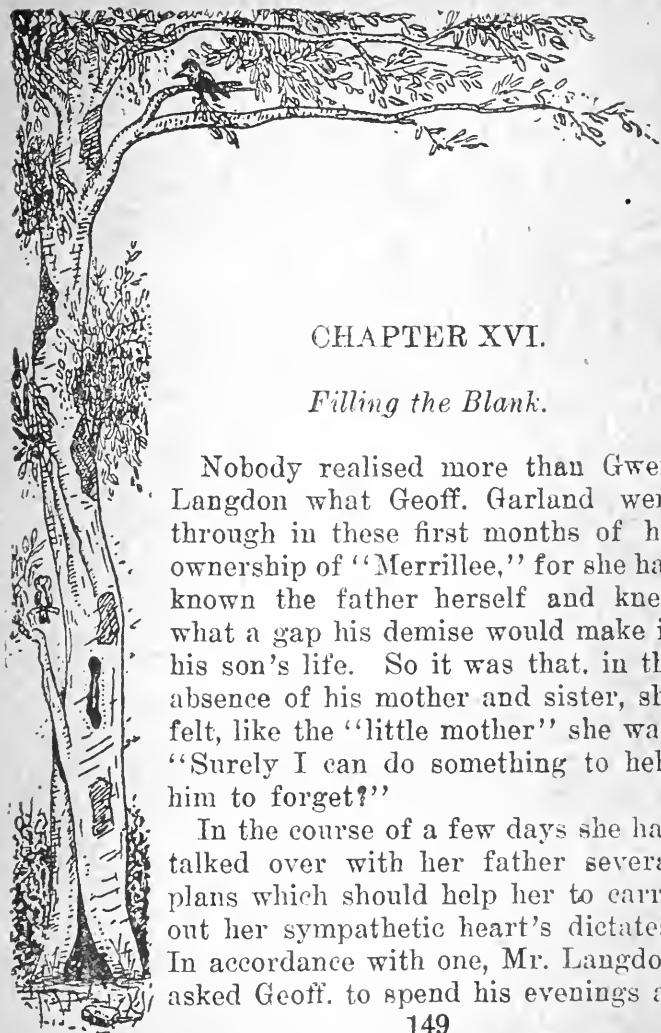 CHAPTER XVI.
Filling the Blank.
Nobody realised more than Gwe
Langdon what Geoff. Garland wer
through in these first months of h
ownership of "Merrillee," for she ha
known the father herself and kne
what a gap his demise would make i
his son's life. So it was that. in th
absence of his mother and sister, sh
felt, like the "little mother" she wa
"Surely I can do something to hel
him to forget?"
In the course of a few days she ha
talked over with her father severa
plans which should help her to carr
out her sympathetic heart's dictates
In accordance with one, Mr. Langdo
asked Geoff. to spend his evenings a
149